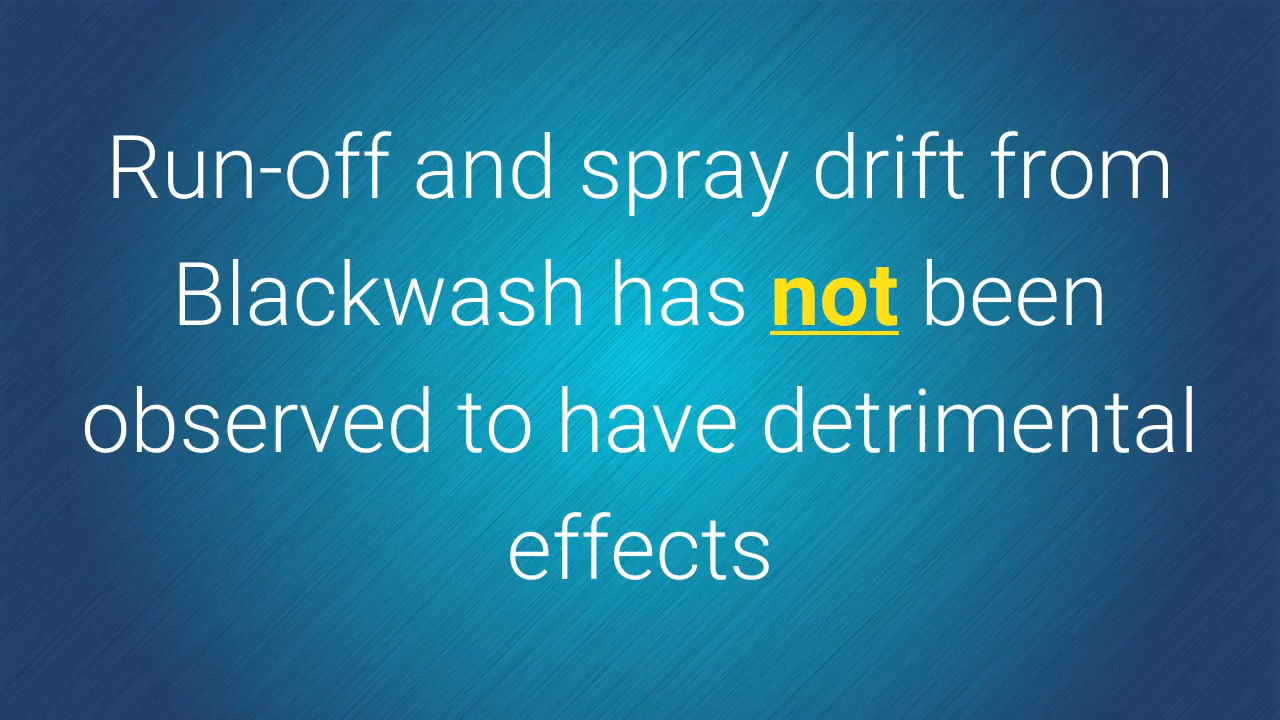 Run-off and spray drift from
Blackwash has not been
observed to have detrimental
effects